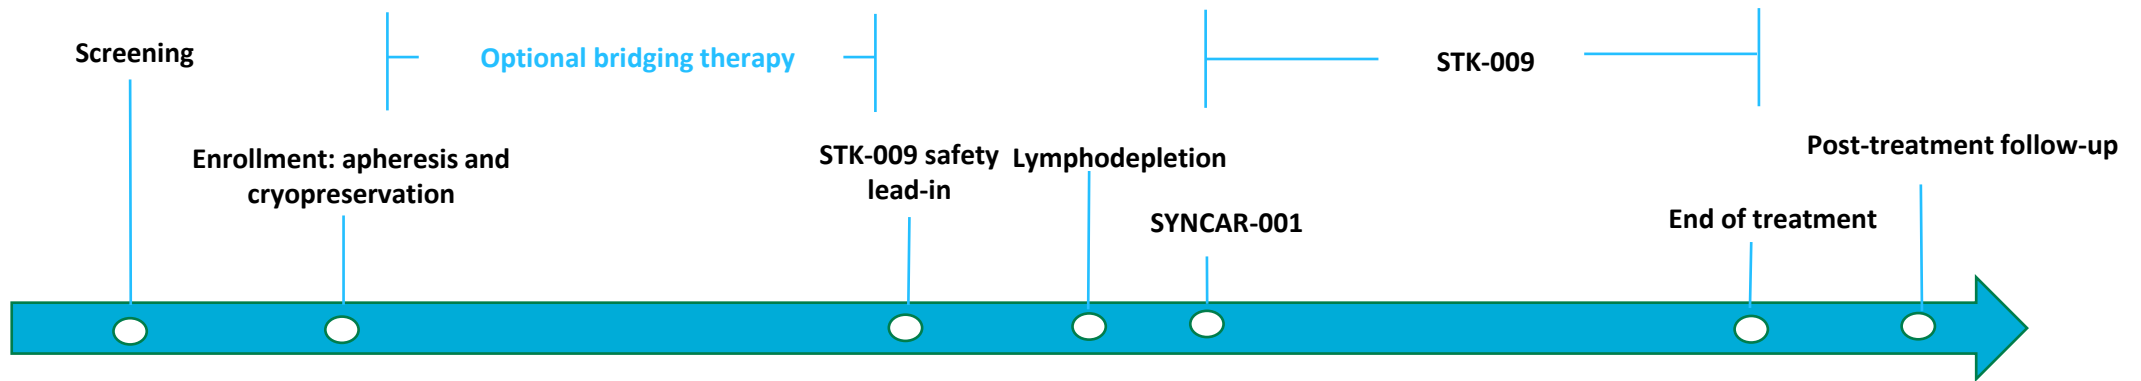 Screening
Optional bridging therapy
STK-009
Enrollment: apheresis and
cryopreservation
STK-009 safety
lead-in
Lymphodepletion
SYNCAR-001
End of treatment
Post-treatment follow-up